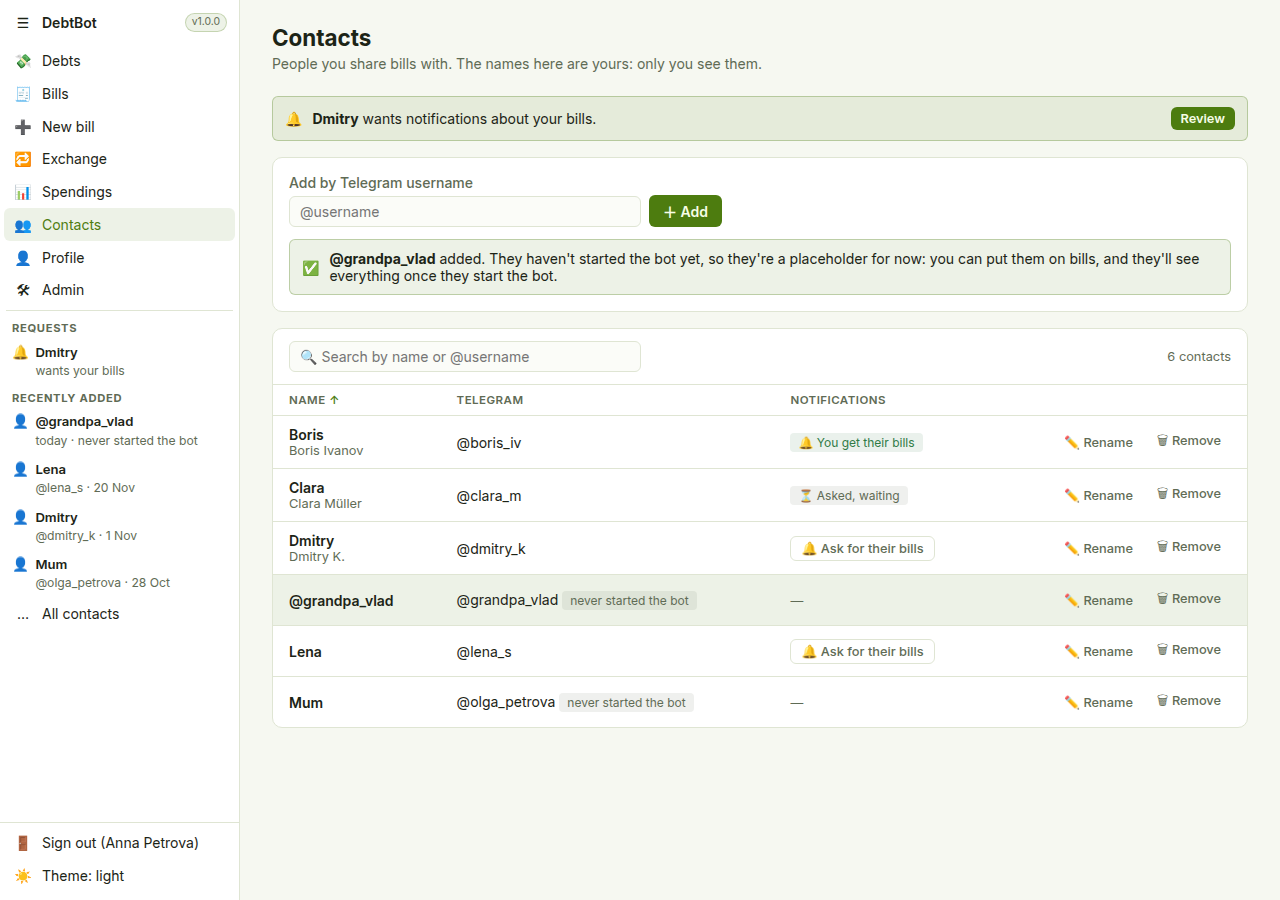 DebtBot v1.0.0
Debts
Bills
New bill
Exchange
Spendings
Contacts
Profile
Admin
REQUESTS
Dmitry
wants your bills
RECENTLY ADDED
@grandpa_vlad
today · never started the bot
Lena
@lena_s · 20 Nov
Dmitry
@dmitry_k · 1 Nov
Mum
@olga_petrova · 28 Oct
... All contacts
Sign out (Anna Petrova)
Theme: light
Contacts
People you share bills with. The names here are yours: only you see them.
Dmitry wants notifications about your bills. Review
Add by Telegram username
@username + Add
@grandpa_vlad added. They haven't started the bot yet, so they're a placeholder for now: you can put them on bills, and they'll see
everything once they start the bot.
Search by name or @username 6 contacts
NAME ↑ TELEGRAM NOTIFICATIONS
Boris
Boris Ivanov
@boris_iv You get their bills Rename Remove
Clara
Clara Müller
@clara_m Asked, waiting Rename Remove
Dmitry
Dmitry K.
@dmitry_k Ask for their bills Rename Remove
@grandpa_vlad @grandpa_vlad never started the bot — Rename Remove
Lena @lena_s Ask for their bills Rename Remove
Mum @olga_petrova never started the bot — Rename Remove